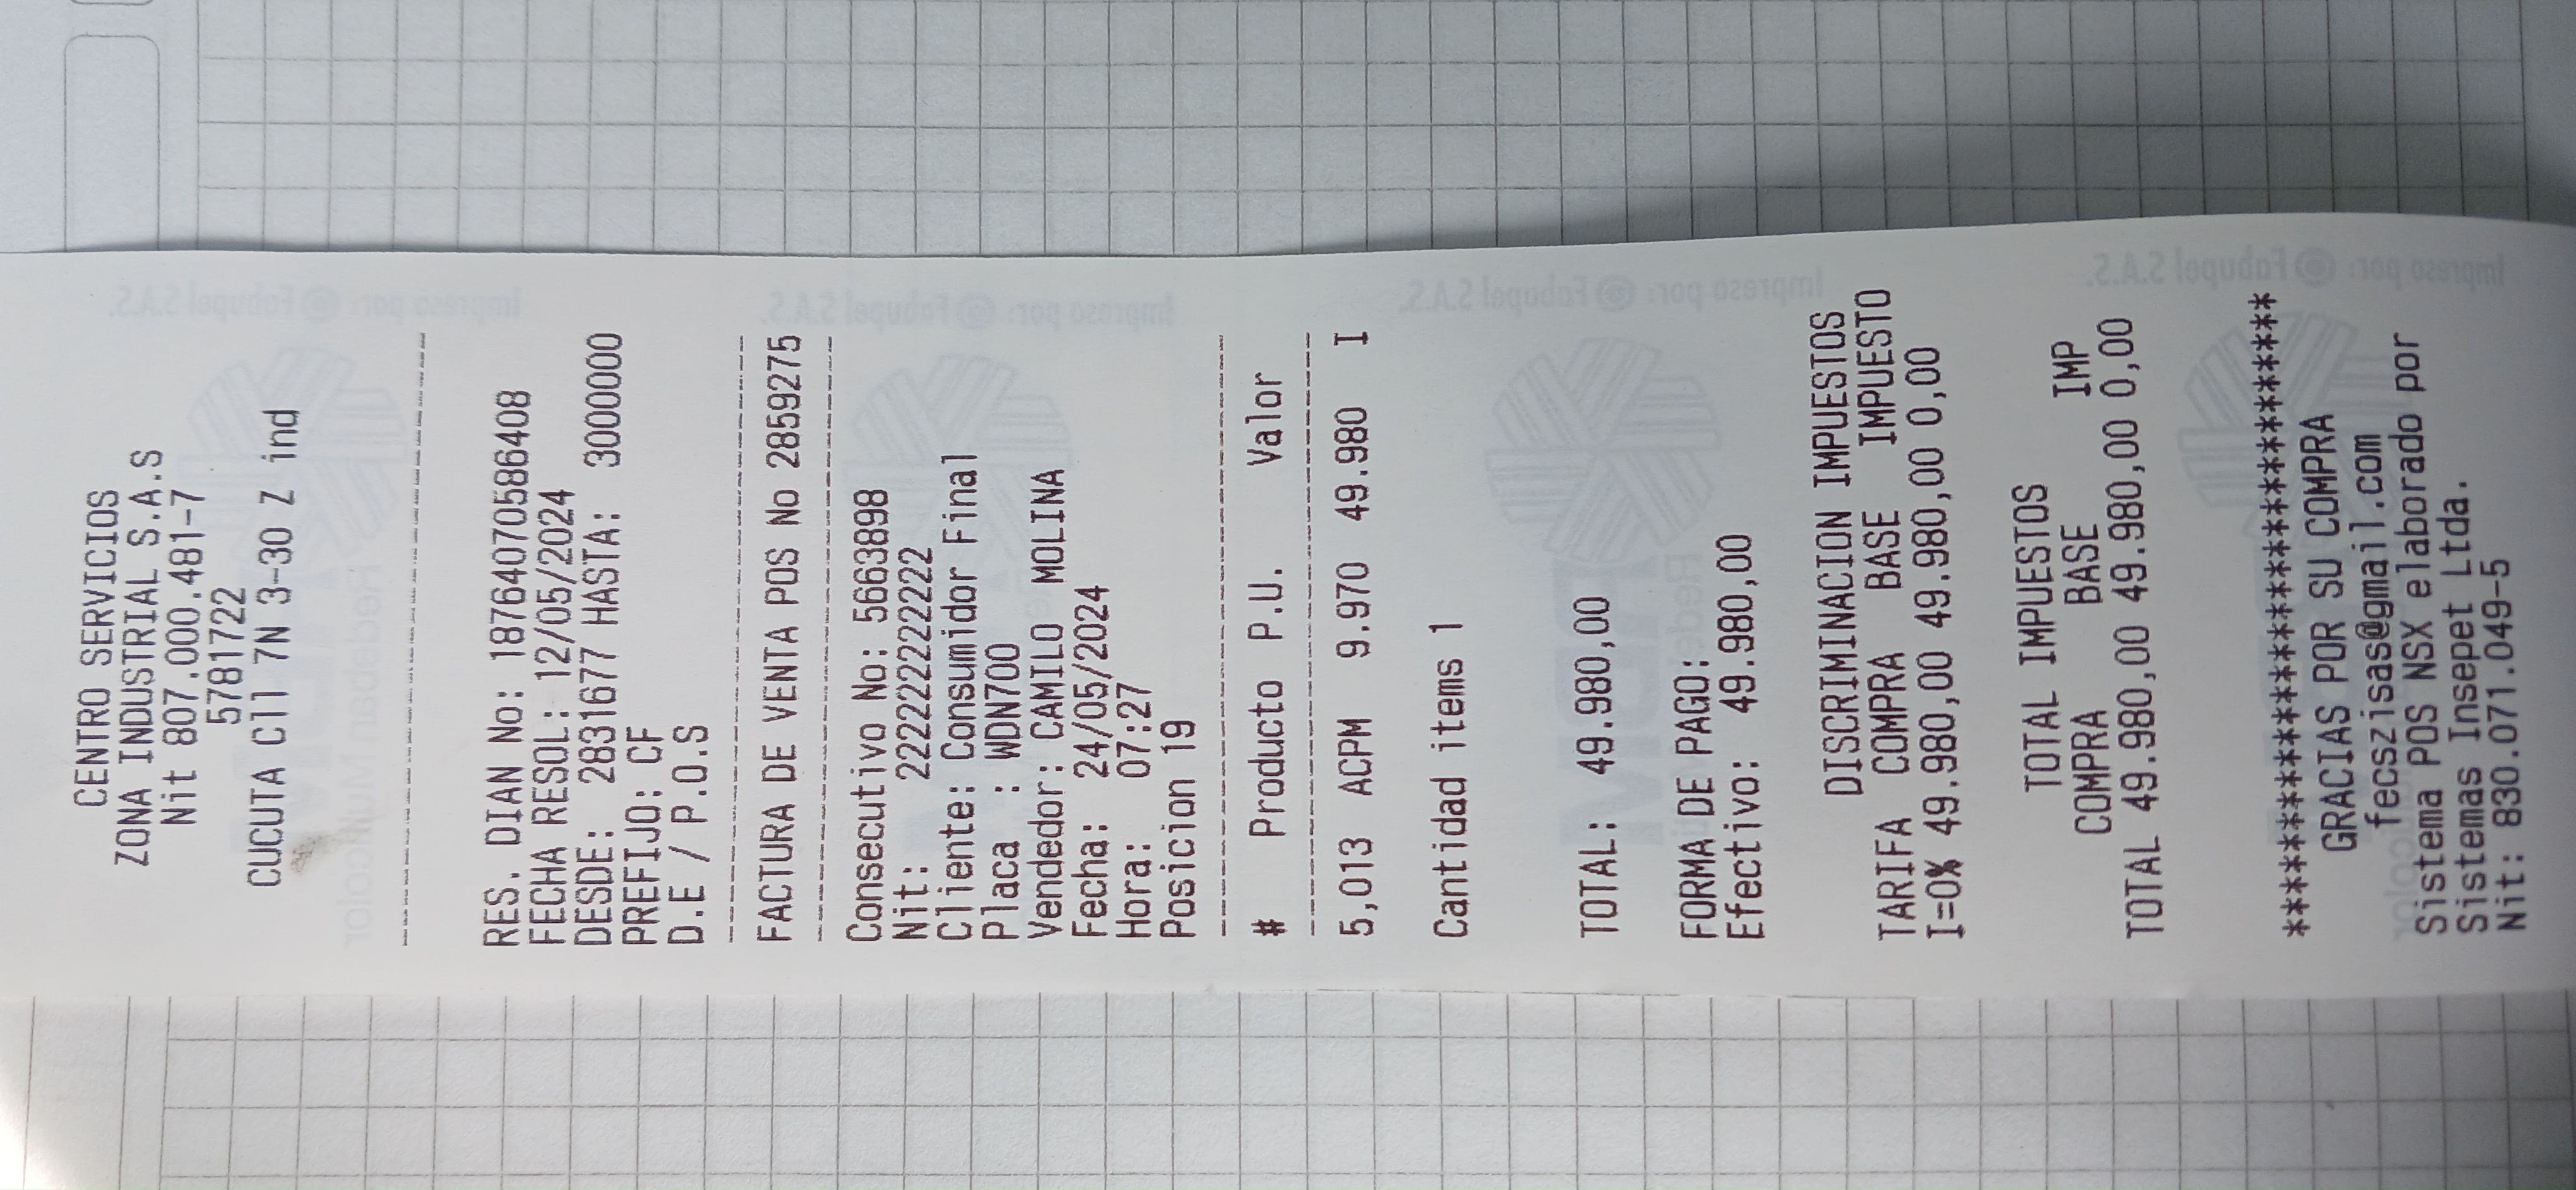 CENTRO SERVICIOS
ZONA INDUSTRIAL S.A.S
Nit 807.000.481-7
5781722
CUCUTA Cll 7N 3-30 Z ind
RES. DIAN No: 18764070586408
FECHA RESOL: 12/05/2024
DESDE: 2831677 HASTA: 3000000
PREFIJO: CF
D.E / P.O.S
FACTURA DE VENTA POS No 2859275
Consecutivo No: 5663898
Nit: 222222222222
Cliente: Consumidor Final
Placa : WDN700
Vendedor: CAMILO MOLINA
Fecha: 24/05/2024
Hora: 07:27
Posicion 19
# Producto P.U. Valor
5,013 ACPM 9.970 49.980 I
Cantidad items 1
TOTAL: 49.980,00
FORMA DE PAGO:
Efectivo: 49.980,00
DISCRIMINACION IMPUESTOS
TARIFA COMPRA BASE IMPUESTO
I=0% 49.980,00 49.980,00 0,00
TOTAL IMPUESTOS
COMPRA BASE IMP
TOTAL 49.980,00 49.980,00 0,00
********************************
GRACIAS POR SU COMPRA
fecszisas@gmail.com
Sistema POS NSX elaborado por
Sistemas Insepet Ltda.
Nit: 830.071.049-5